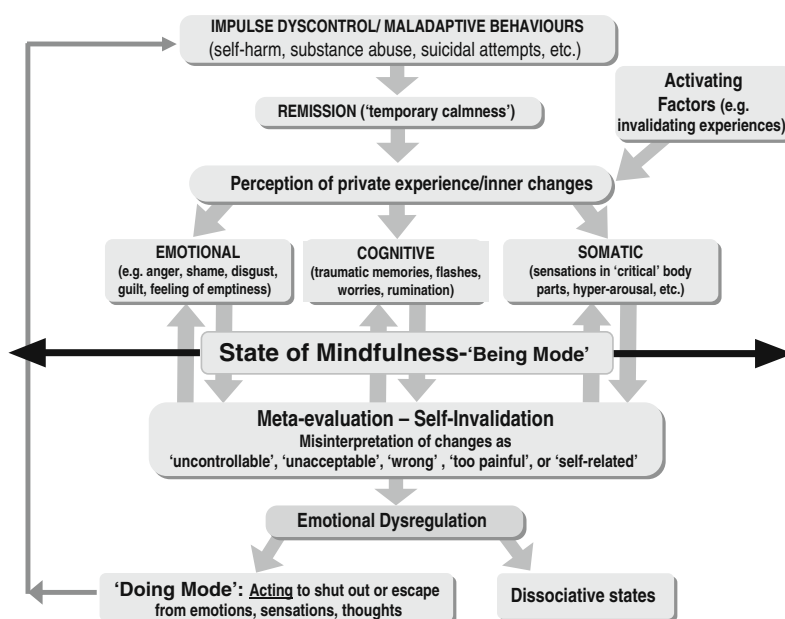 IMPULSE DYSCONTROL/ MALADAPTIVE BEHAVIOURS
(self-harm, substance abuse, suicidal attempts, etc.)
REMISSION (‘temporary calmness’)
Activating
Factors (e.g.
invalidating experiences)
Perception of private experience/inner changes
EMOTIONAL
(e.g. anger, shame, disgust,
guilt, feeling of emptiness)
COGNITIVE
(traumatic memories, flashes,
worries, rumination)
SOMATIC
(sensations in ‘critical’ body
parts, hyper-arousal, etc.)
State of Mindfulness-‘Being Mode’
Meta-evaluation – Self-Invalidation
Misinterpretation of changes as
‘uncontrollable’, ‘unacceptable’, ‘wrong’ , ‘too painful’, or ‘self-related’
Emotional Dysregulation
‘Doing Mode’: Acting to shut out or escape
from emotions, sensations, thoughts
Dissociative states